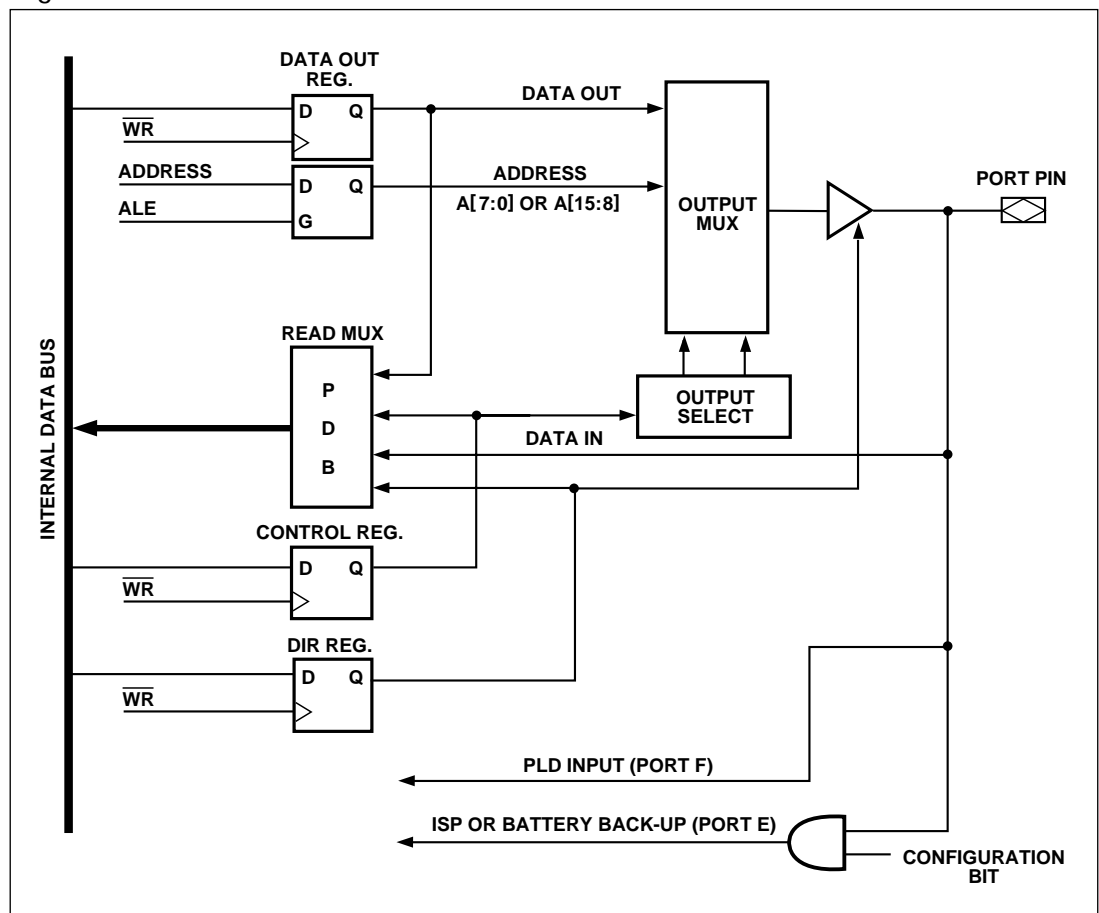 DATA OUT
REG.
D Q
WR
DATA OUT
ADDRESS
ALE
D Q
G
ADDRESS
A[7:0] OR A[15:8]
OUTPUT
MUX
PORT PIN
READ MUX
P
D
B
OUTPUT
SELECT
DATA IN
INTERNAL DATA BUS
CONTROL REG.
D Q
WR
DIR REG.
D Q
WR
PLD INPUT (PORT F)
ISP OR BATTERY BACK-UP (PORT E)
CONFIGURATION
BIT